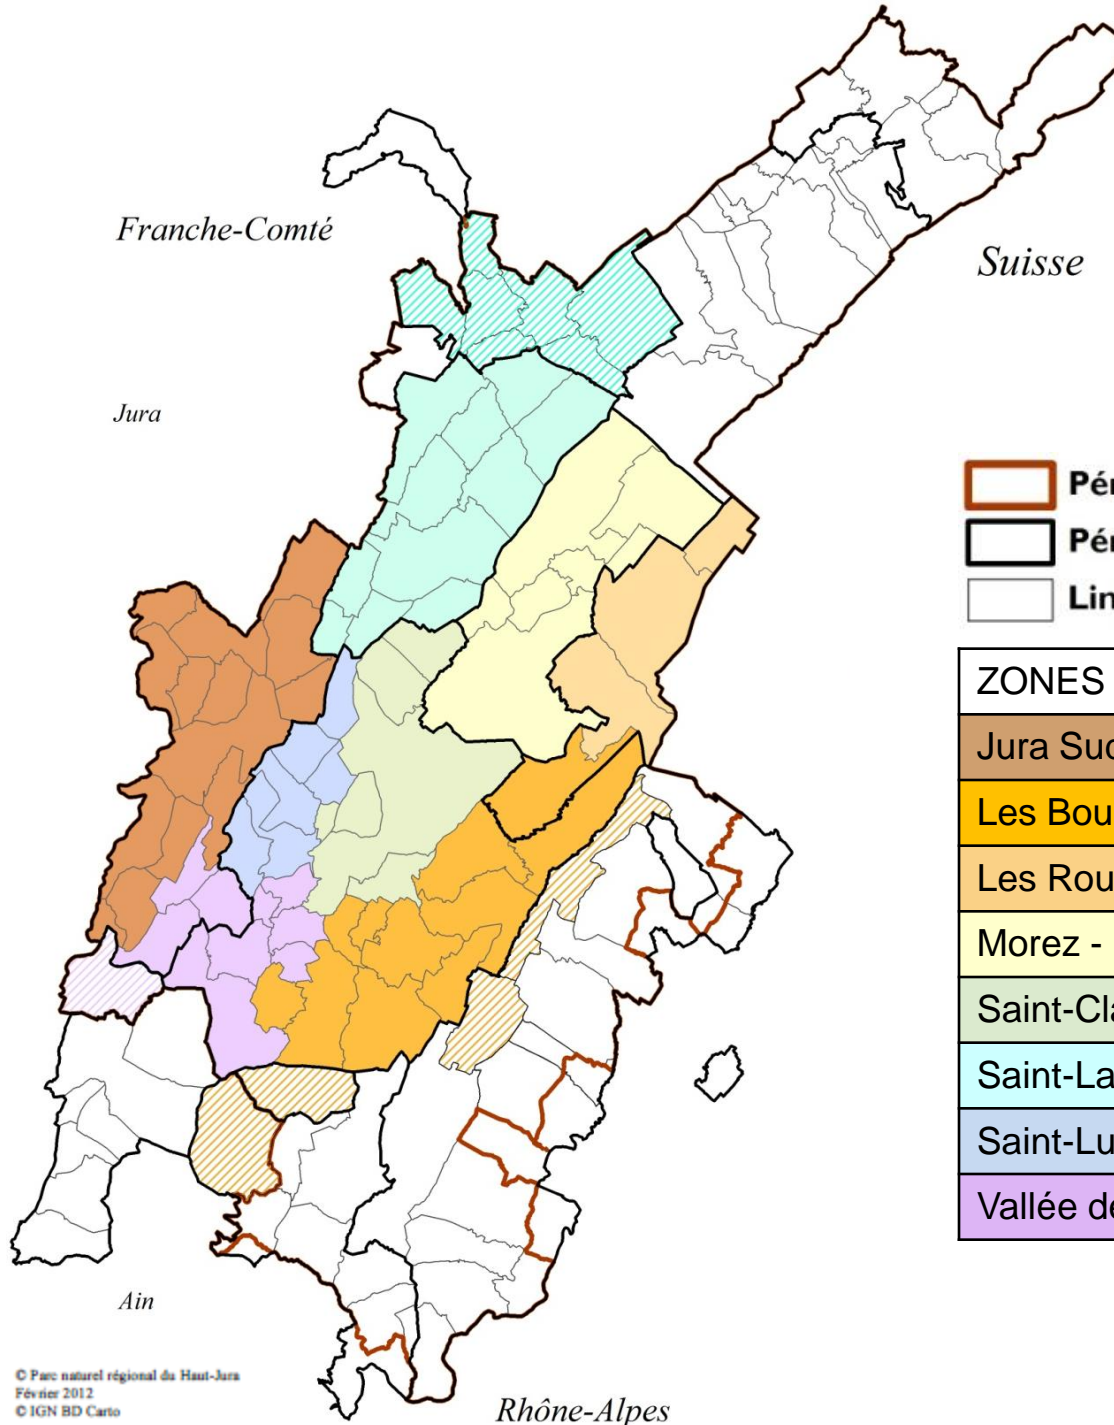 Franche-Comté
Suisse
Jura
Pér
Pér
Lin
ZONES
Jura Sud
Les Bou
Les Rou
Morez -
Saint-Cla
Saint-La
Saint-Lu
Vallée de
Ain
© Parc naturel régional du Haut-Jura
Février 2012
© IGN BD Carto
Rhône-Alpes